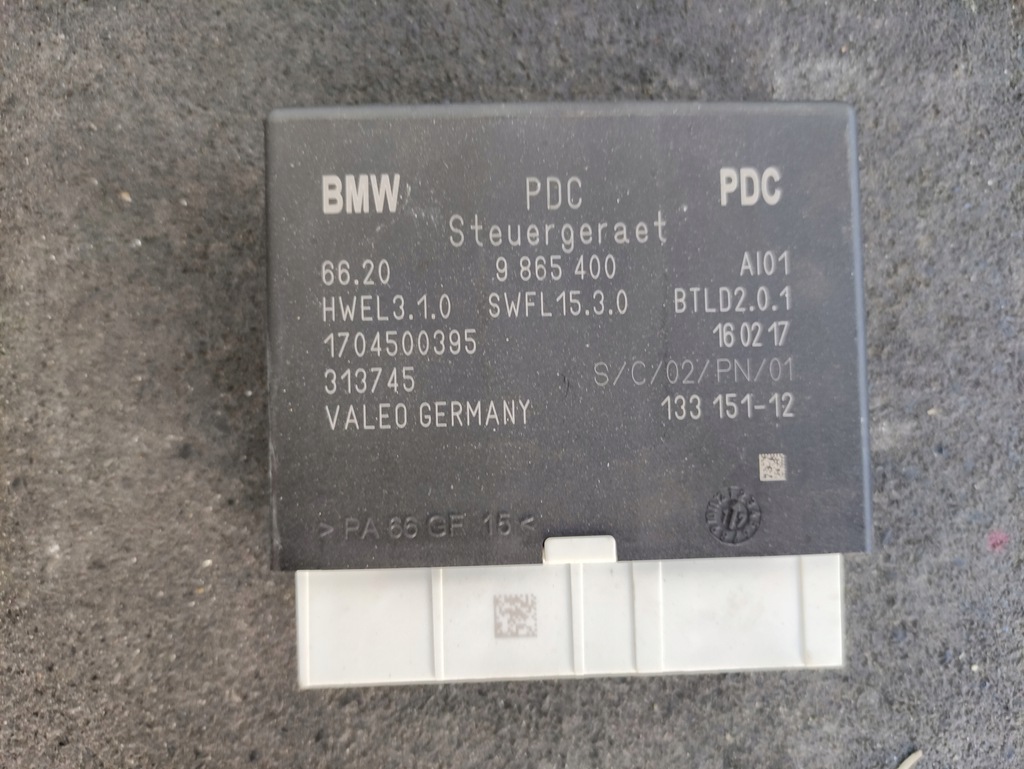 BMW PDC PDC
Steuergeraet
66.20 9 865 400 AI01
HWEL3.1.0 SWFL15.3.0 BTLD2.0.1
1704500395 16 02 17
313745 S/C/02/PN/01
VALEO GERMANY 133 151-12
>PA 66 GF 15<